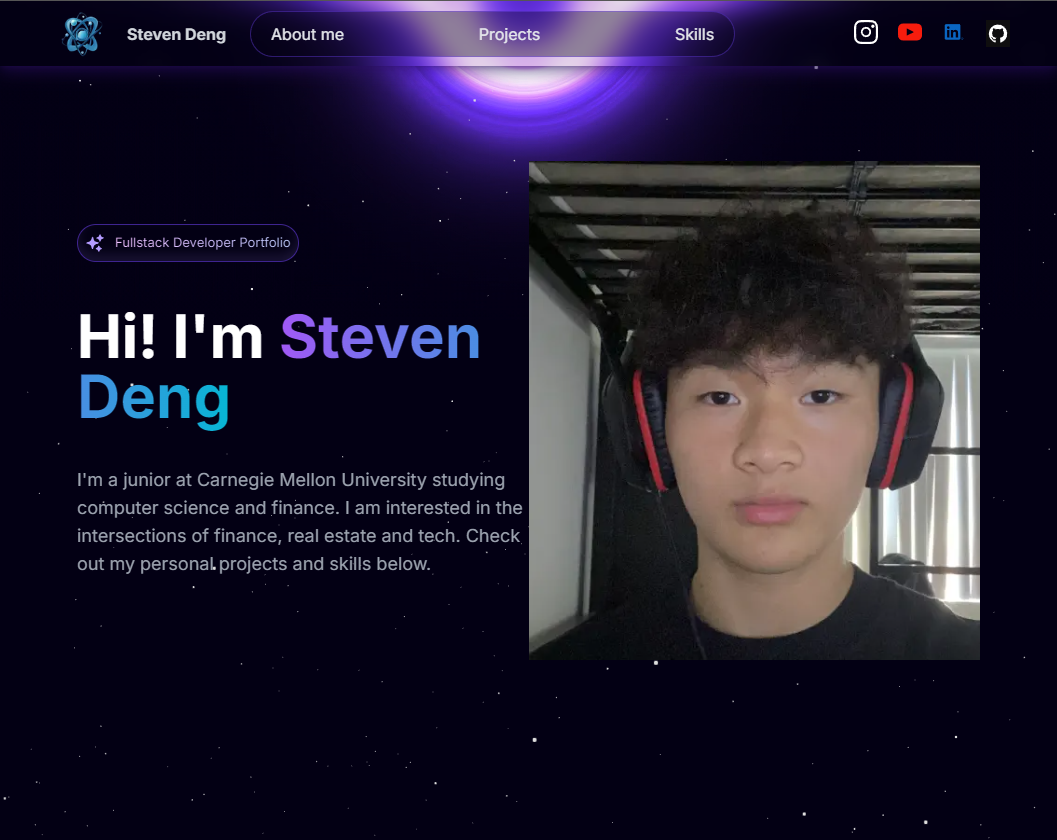 Steven Deng
About me
Projects
Skills
Fullstack Developer Portfolio
Hi! I'm Steven
Deng
I'm a junior at Carnegie Mellon University studying
computer science and finance. I am interested in the
intersections of finance, real estate and tech. Check
out my personal projects and skills below.